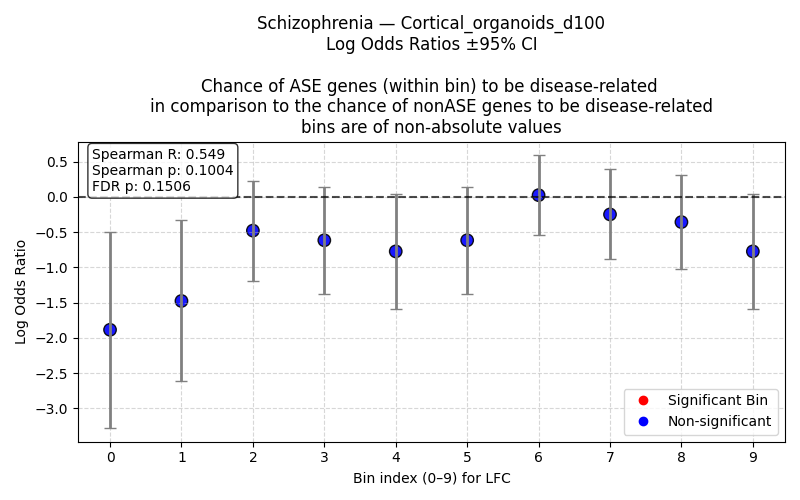 Schizophrenia — Cortical_organoids_d100
Log Odds Ratios ±95% CI
Chance of ASE genes (within bin) to be disease-related
in comparison to the chance of nonASE genes to be disease-related
bins are of non-absolute values
Spearman R: 0.549
Spearman p: 0.1004
FDR p: 0.1506
0.5
0.0
−0.5
−1.0
−1.5
−2.0
−2.5
−3.0
Log Odds Ratio
Significant Bin
Non-significant
0 1 2 3 4 5 6 7 8 9
Bin index (0–9) for LFC